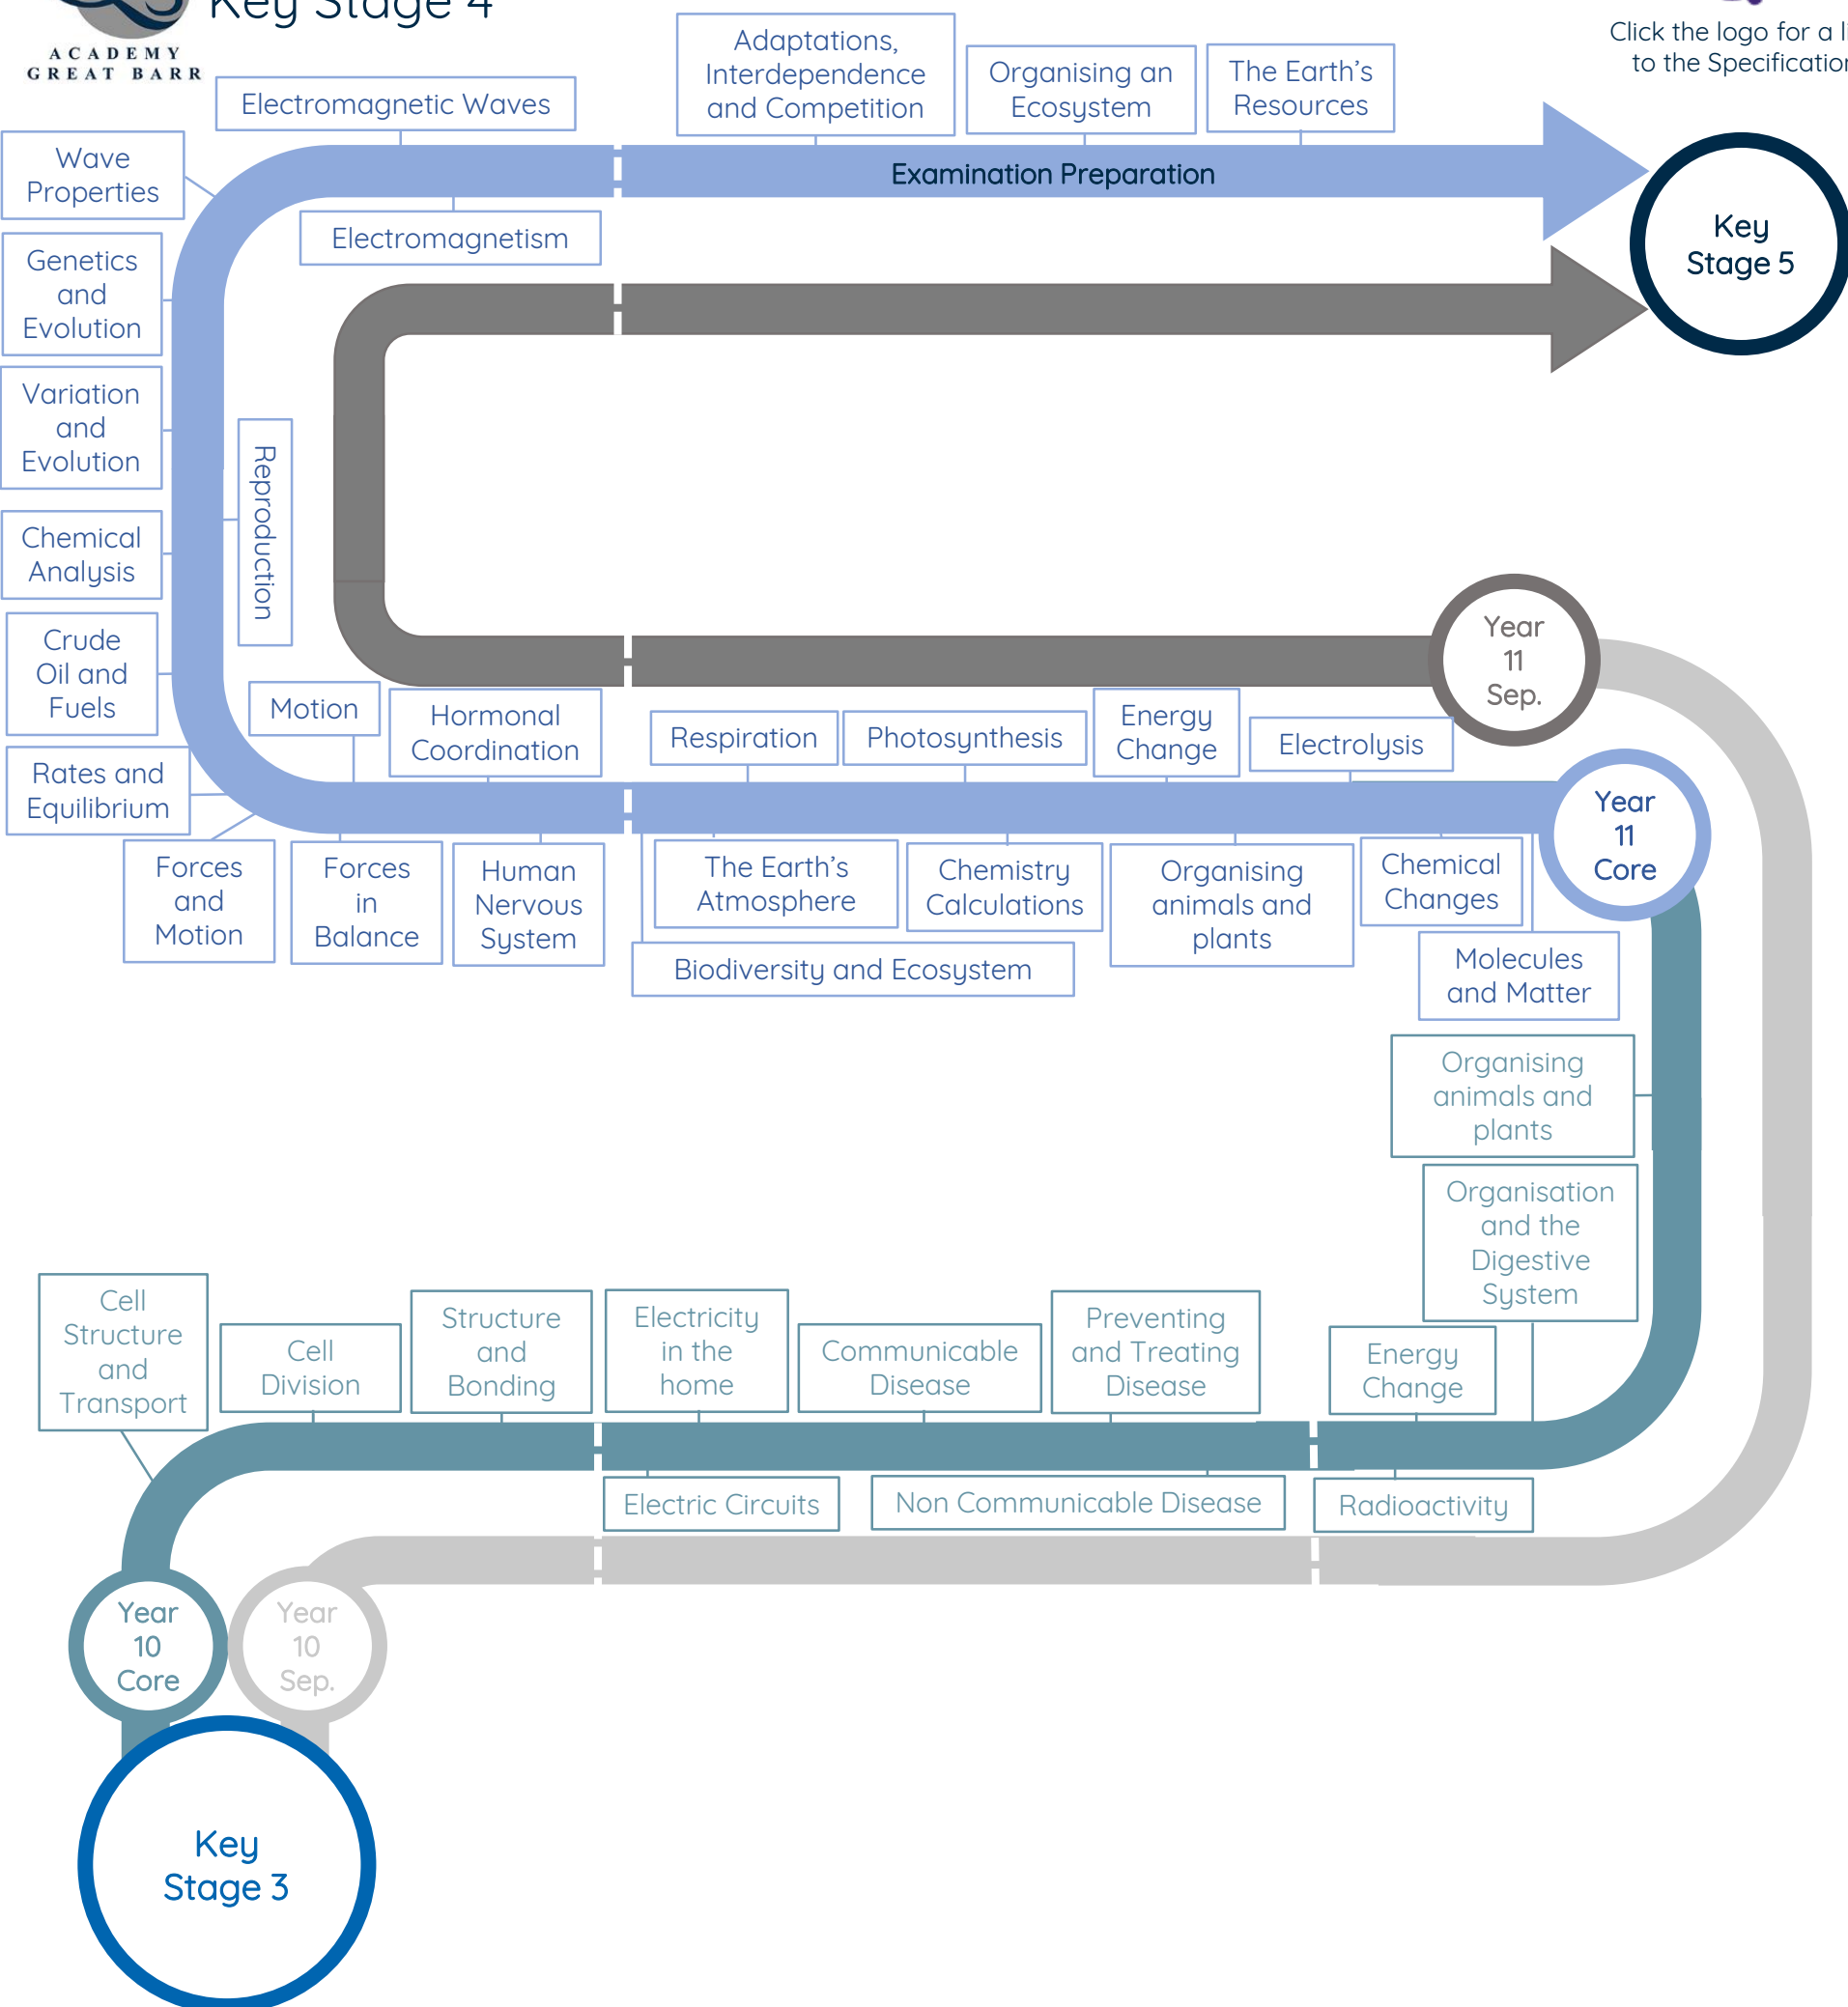 Key Stage 4
ACADEMY
GREAT BARR
Click the logo for a
to the Specification
Adaptations,
Interdependence
and Competition
Organising an
Ecosystem
The Earth's
Resources
Electromagnetic Waves
Wave
Properties
Examination Preparation
Electromagnetism
Key
Stage 5
Genetics
and
Evolution
Variation
and
Evolution
Reproduction
Chemical
Analysis
Crude
Oil and
Fuels
Year
11
Sep.
Motion
Hormonal
Coordination
Respiration
Photosynthesis
Energy
Change
Electrolysis
Rates and
Equilibrium
Year
11
Core
Forces
and
Motion
Forces
in
Balance
Human
Nervous
System
The Earth's
Atmosphere
Chemistry
Calculations
Organising
animals and
plants
Chemical
Changes
Biodiversity and Ecosystem
Molecules
and Matter
Organising
animals and
plants
Organisation
and the
Digestive
System
Cell
Structure
and
Transport
Cell
Division
Structure
and
Bonding
Electricity
in the
home
Communicable
Disease
Preventing
and Treating
Disease
Energy
Change
Electric Circuits
Non Communicable Disease
Radioactivity
Year
10
Core
Year
10
Sep.
Key
Stage 3